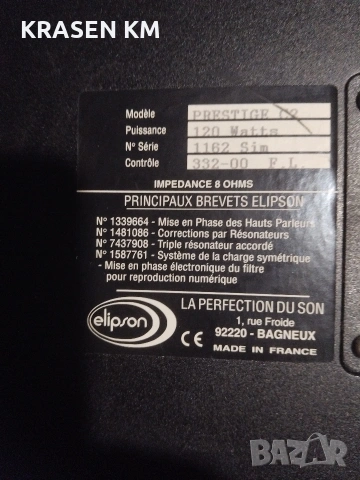 KRASEN KM
Modèle PRESTIGE C2
Puissance 120 Watts
N° Série 1162 Sim
Contrôle 332-00 F.L.
IMPEDANCE 8 OHMS
PRINCIPAUX BREVETS ELIPSON
N° 1339664 - Mise en Phase des Hauts Parleurs
N° 1481086 - Corrections par Résonateurs
N° 7437908 - Triple résonateur accordé
N° 1587761 - Système de la charge symétrique
- Mise en phase électronique du filtre
pour reproduction numérique
LA PERFECTION DU SON
1, rue Froide
92220 - BAGNEUX
MADE IN FRANCE
elipson
CE
BAZAR